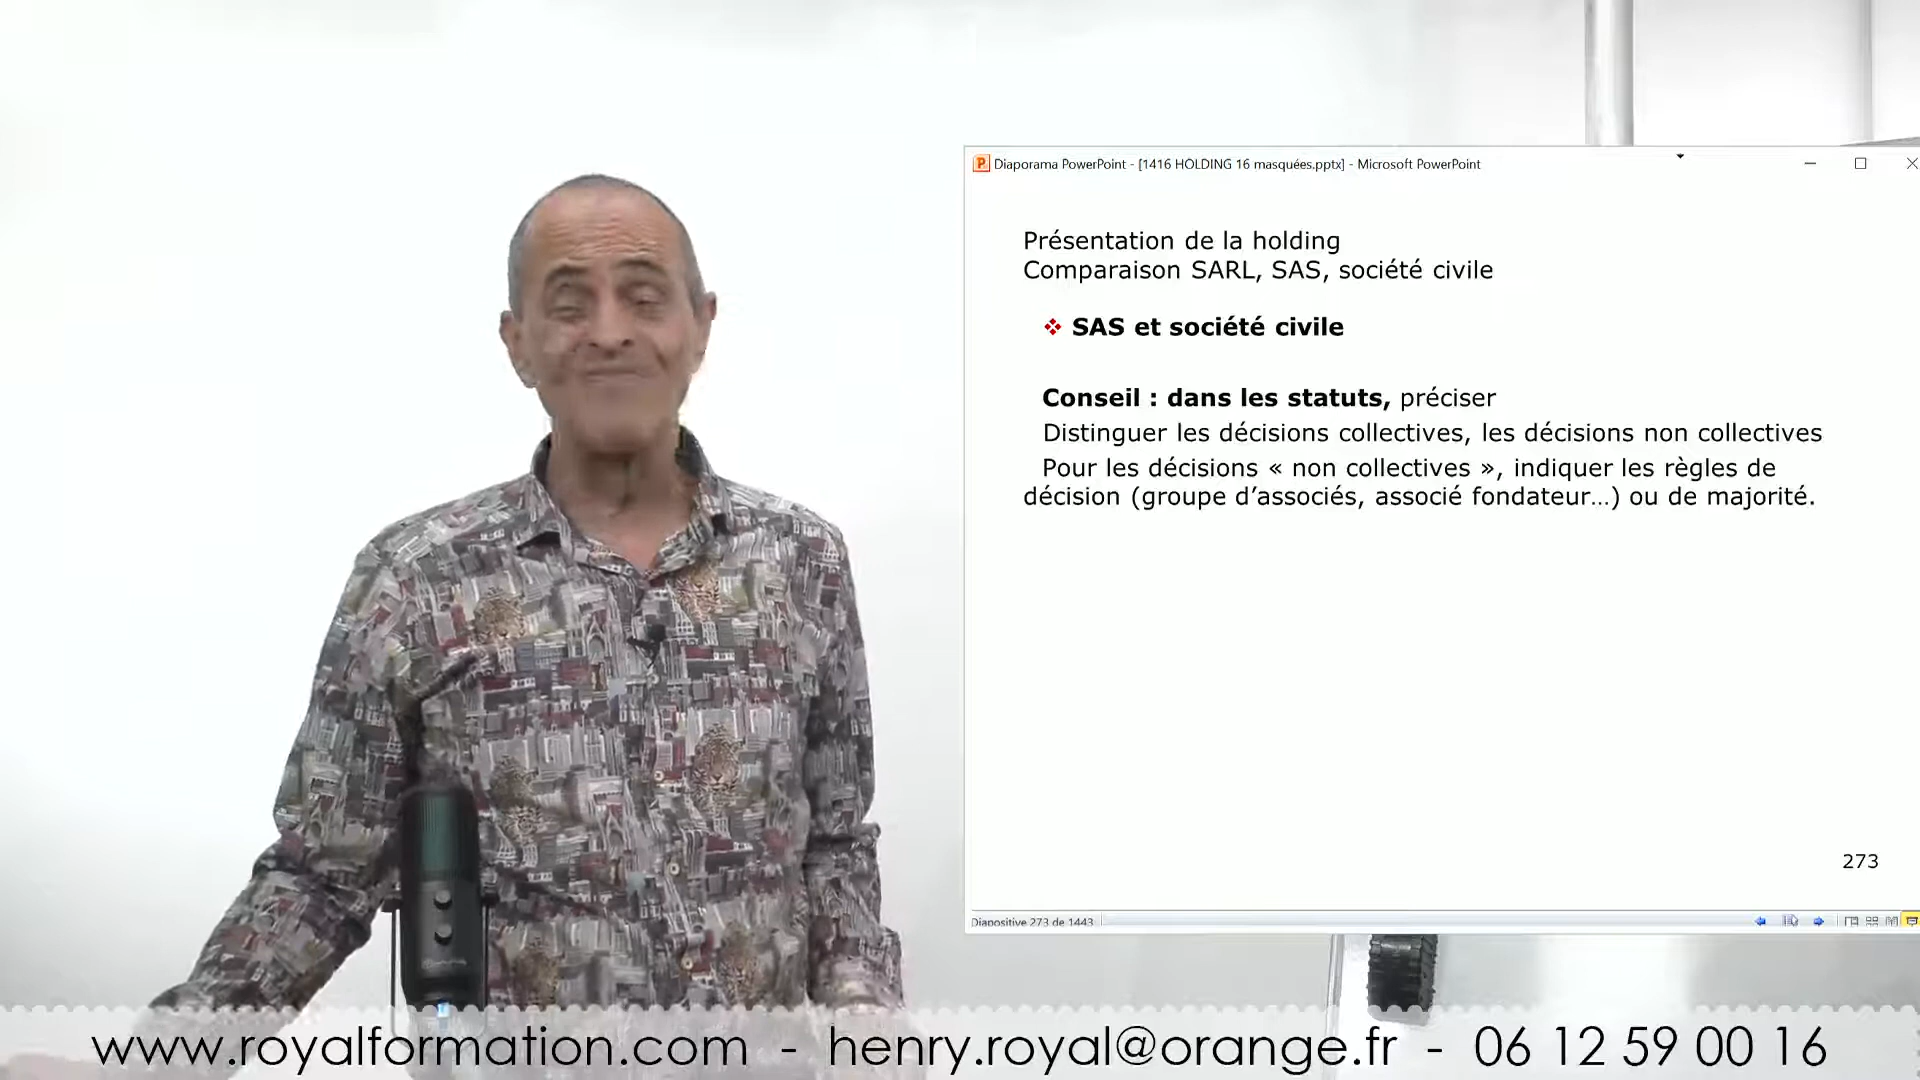 Diaporama PowerPoint - [1416 HOLDING 16 masquées.pptx] - Microsoft PowerPoint
Présentation de la holding
Comparaison SARL, SAS, société civile
SAS et société civile
Conseil : dans les statuts, préciser
Distinguer les décisions collectives, les décisions non collectives
Pour les décisions « non collectives », indiquer les règles de
décision (groupe d’associés, associé fondateur…) ou de majorité.
273
Diapositive 273 de 1443
www.royalformation.com - henry.royal@orange.fr - 06 12 59 00 16